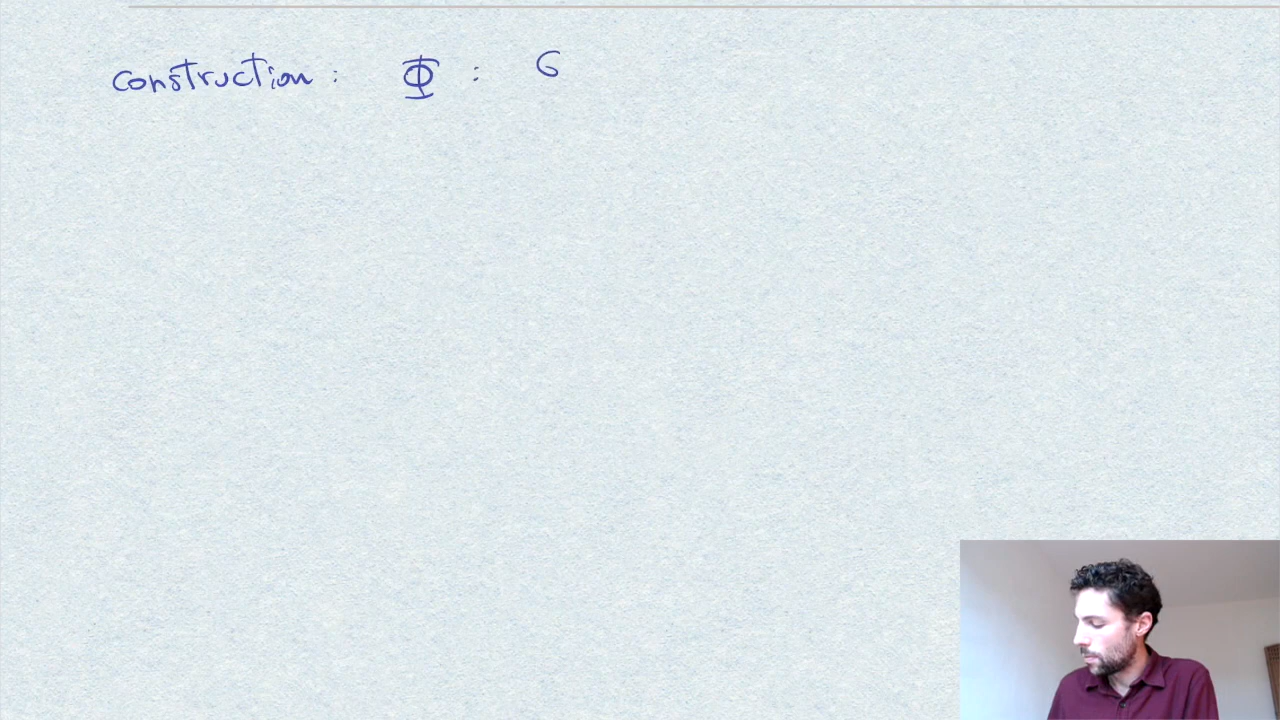 construction : Φ : G